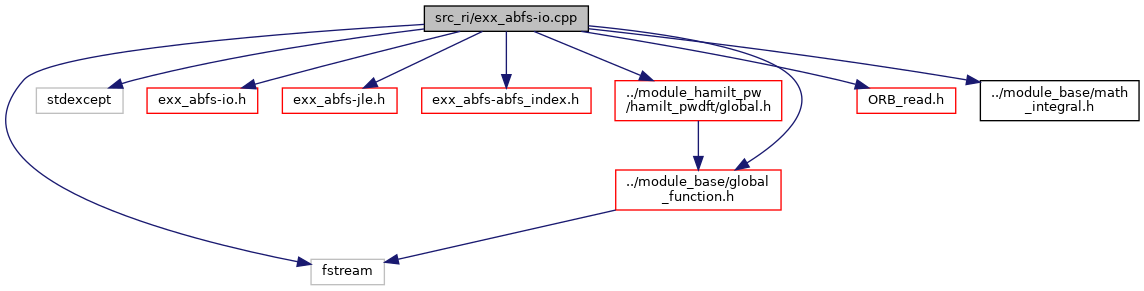 src_ri/exx_abfs-io.cpp
stdexcept
exx_abfs-io.h
exx_abfs-jle.h
exx_abfs-abfs_index.h
../module_hamilt_pw
/hamilt_pwdft/global.h
ORB_read.h
../module_base/math
_integral.h
../module_base/global
_function.h
fstream